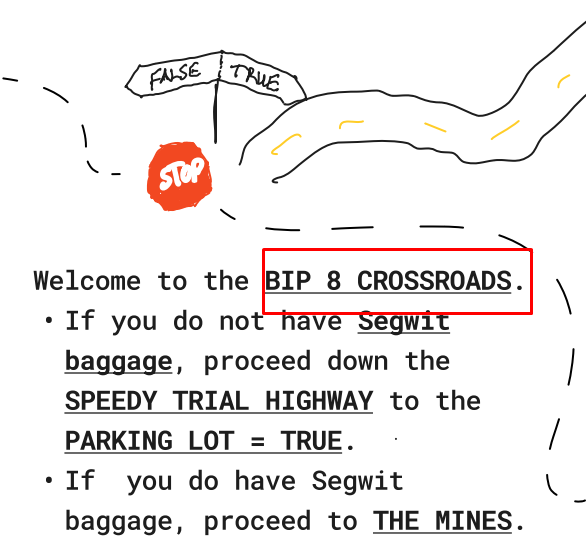 FALSE TRUE
STOP
Welcome to the BIP 8 CROSSROADS.
• If you do not have Segwit
baggage, proceed down the
SPEEDY TRIAL HIGHWAY to the
PARKING LOT = TRUE.
• If you do have Segwit
baggage, proceed to THE MINES.